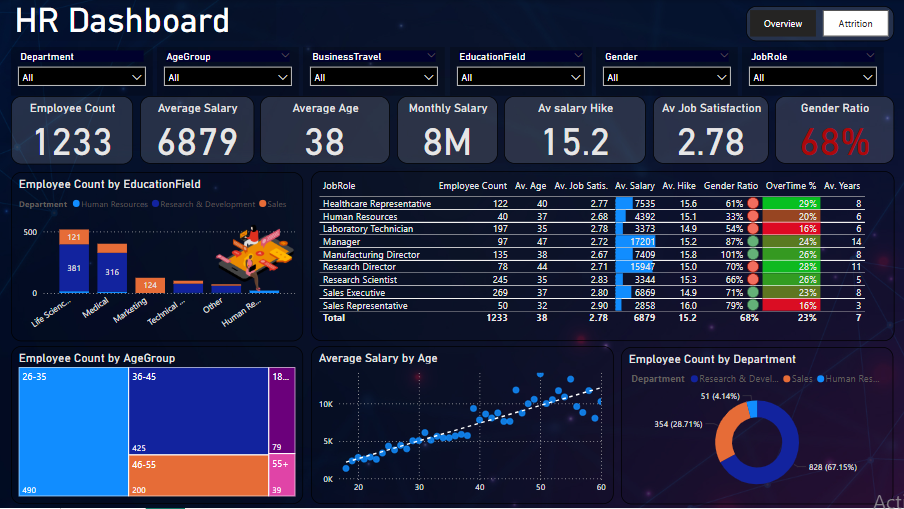 HR Dashboard
Overview Attrition
Department AgeGroup BusinessTravel EducationField Gender JobRole
All All All All All All
Employee Count Average Salary Average Age Monthly Salary Av salary Hike Av Job Satisfaction Gender Ratio
1233 6879 38 8M 15.2 2.78 68%
Employee Count by EducationField
Department Human Resources Research & Development Sales
500
0
121
381
316
124
Life Scienc... Medical Marketing Technical ... Other Human Re...
JobRole Employee Count Av. Age Av. Job Satis. Av. Salary Av. Hike Gender Ratio OverTime % Av. Years
Healthcare Representative 122 40 2.77 7535 15.6 61% 29% 8
Human Resources 40 37 2.68 4392 15.1 33% 20% 6
Laboratory Technician 197 35 2.78 3373 14.9 54% 16% 6
Manager 97 47 2.72 17201 15.2 87% 24% 14
Manufacturing Director 135 38 2.67 7409 15.8 101% 26% 8
Research Director 78 44 2.71 15947 15.0 70% 28% 11
Research Scientist 245 35 2.83 3344 15.3 66% 26% 5
Sales Executive 269 37 2.80 6869 14.9 71% 23% 8
Sales Representative 50 32 2.90 2858 16.0 79% 16% 3
Total 1233 38 2.78 6879 15.2 68% 23% 7
Employee Count by AgeGroup
26-35
490
36-45
425
46-55
200
18...
79
55+
39
Average Salary by Age
10K
5K
0K
20 30 40 50 60
Employee Count by Department
Department Research & Devel... Sales Human Res...
51 (4.14%)
354 (28.71%)
828 (67.15%)
Act